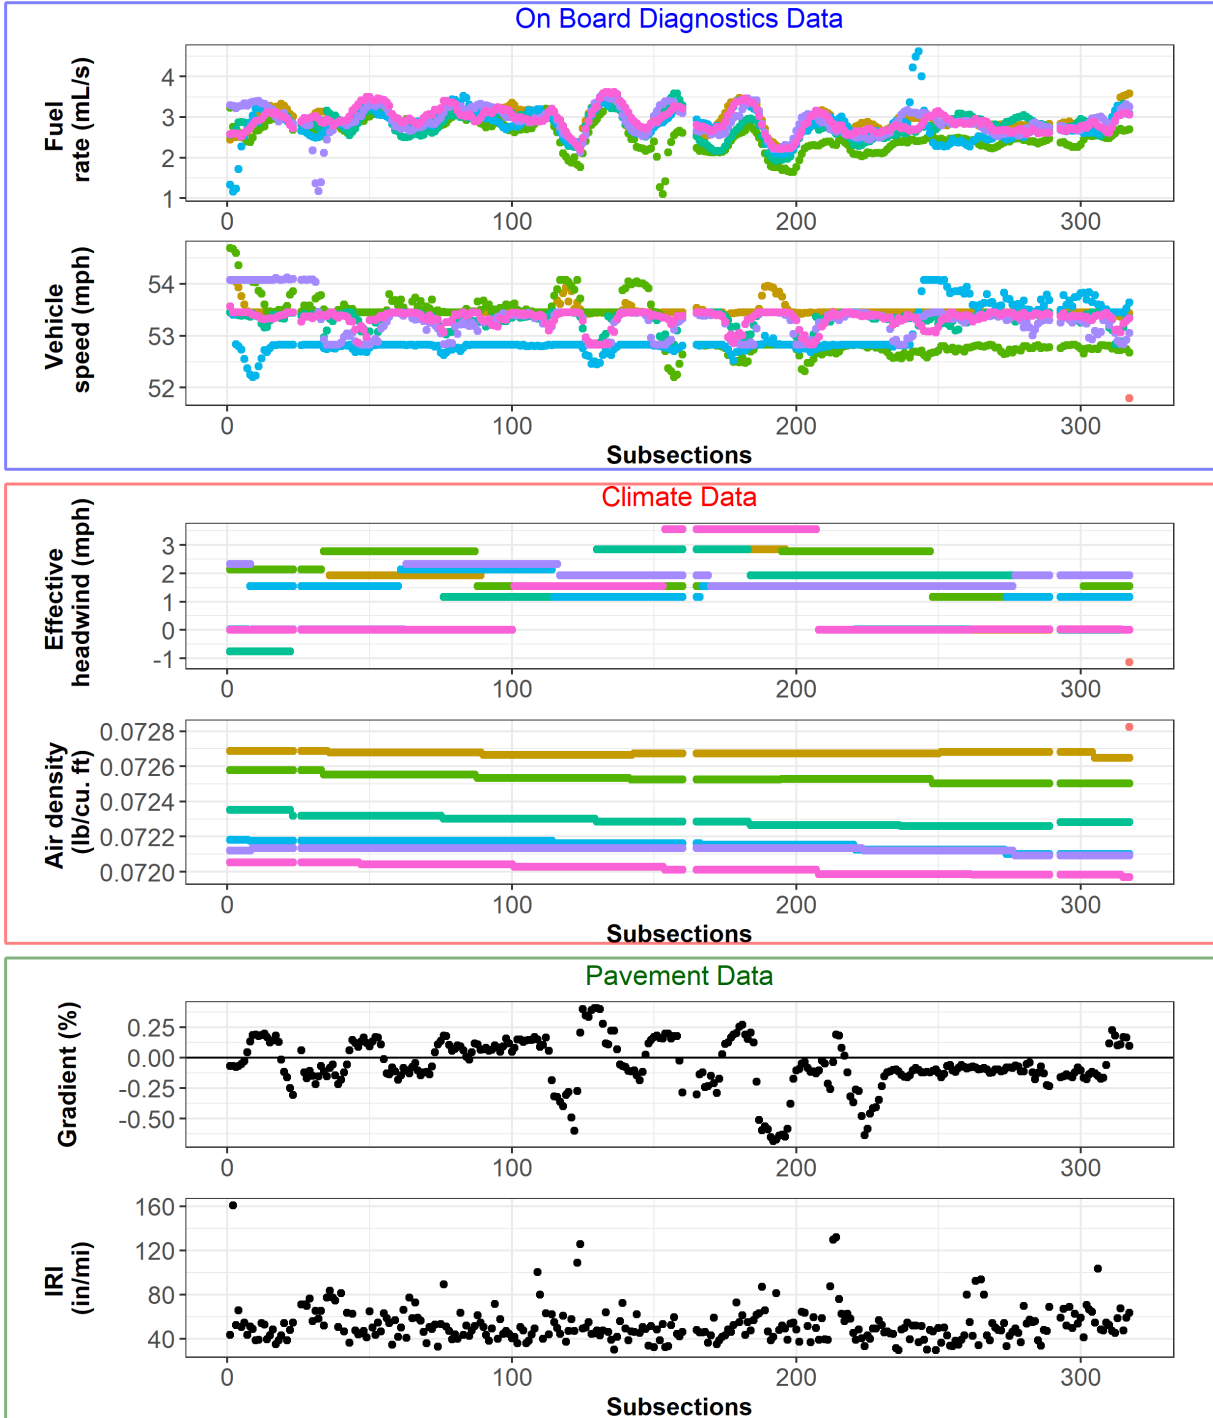 On Board Diagnostics Data
Fuel
rate (mL/s)
4
3
2
1
0 100 200 300
Vehicle
speed (mph)
54
53
52
0 100 200 300
Subsections
Climate Data
Effective
headwind (mph)
3
2
1
0
-1
0 100 200 300
Air density
(lb/cu. ft)
0.0728
0.0726
0.0724
0.0722
0.0720
0 100 200 300
Subsections
Pavement Data
Gradient (%)
0.25
0.00
-0.25
-0.50
0 100 200 300
IRI
(in/mi)
160
120
80
40
0 100 200 300
Subsections